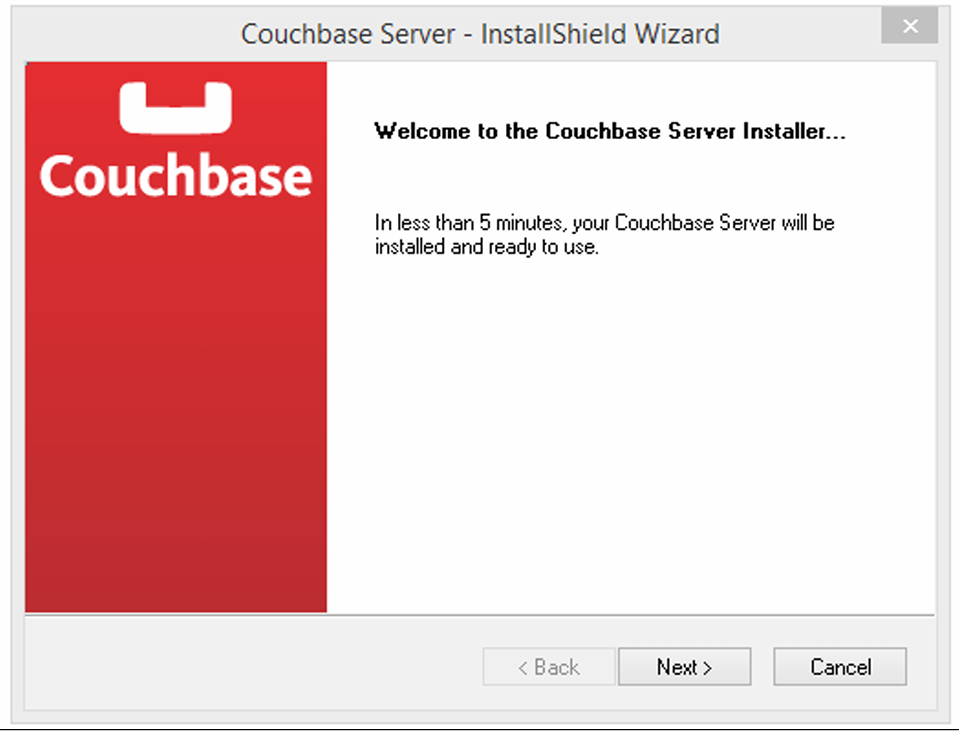 Couchbase Server - InstallShield Wizard
Couchbase
Welcome to the Couchbase Server Installer...
In less than 5 minutes, your Couchbase Server will be
installed and ready to use.
< Back
Next >
Cancel